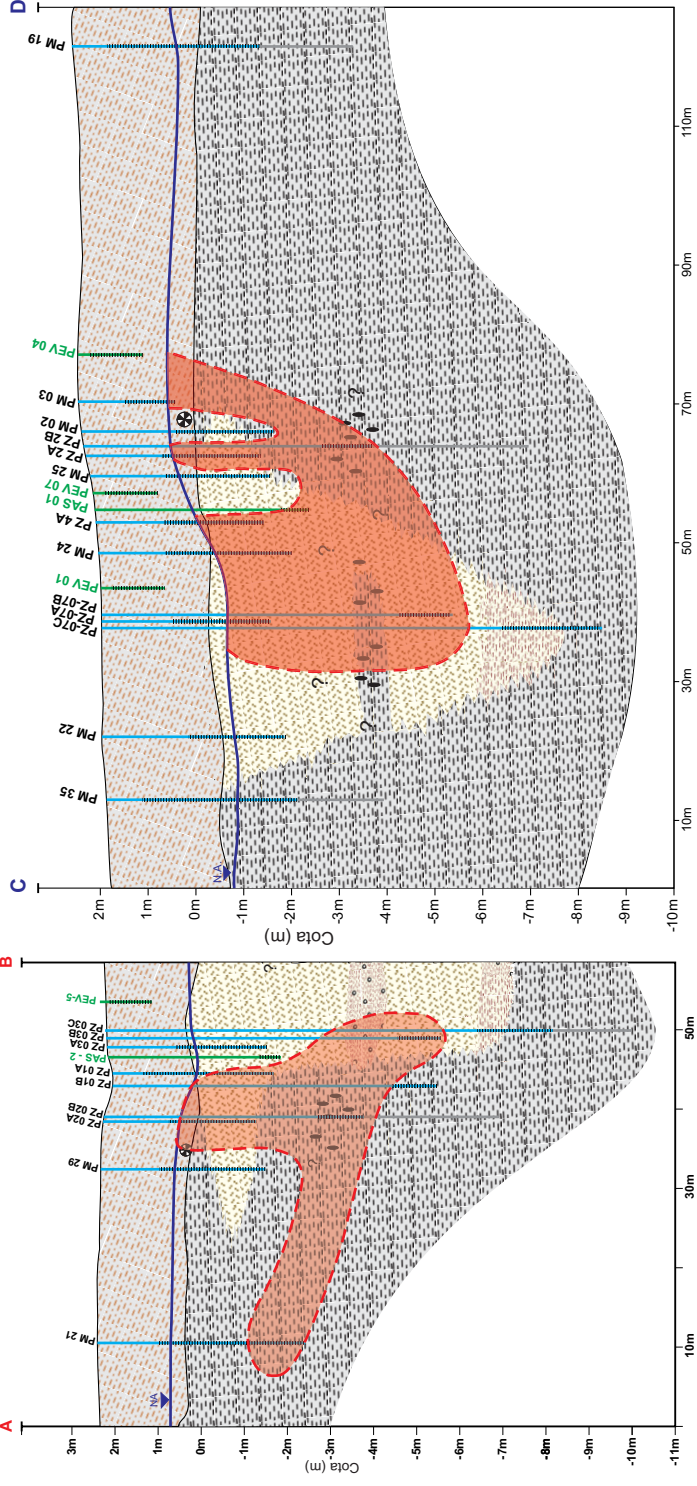 A
B
PM 21
PM 29
PZ 02A
PZ 02B
PZ 01B
PZ 01A
PAS - 2
PZ 03A
PZ 03B
PZ 03C
PEV-5
NA
?
?
3m
2m
1m
0m
-1m
-2m
-3m
-4m
-5m
-6m
-7m
-8m
-9m
-10m
-11m
Cota (m)
10m
30m
50m
C
D
PM 35
PM 22
PZ-07C
PZ-07A
PZ-07B
PEV 01
PM 24
PZ 4A
PAS 01
PEV 07
PM 25
PZ 2A
PZ 2B
PM 02
PM 03
PEV 04
PM 19
N.A.
?
?
?
?
?
2m
1m
0m
-1m
-2m
-3m
-4m
-5m
-6m
-7m
-8m
-9m
-10m
Cota (m)
10m
30m
50m
70m
90m
110m